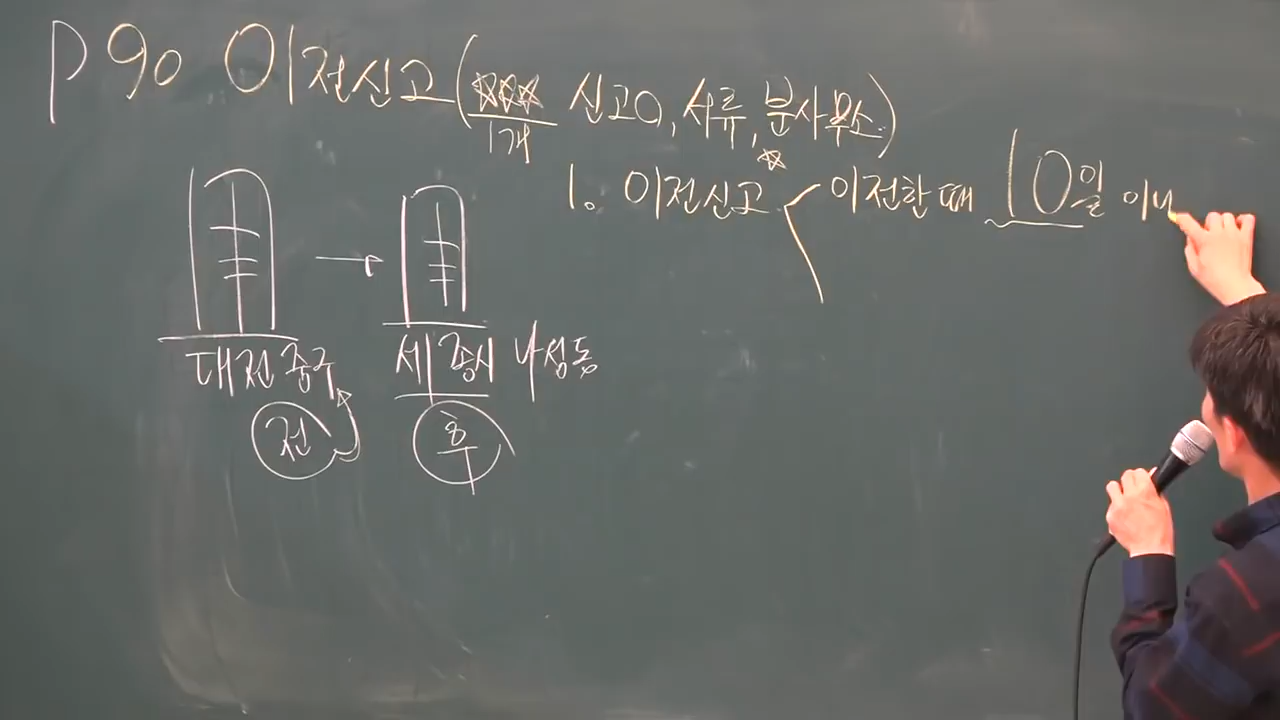 P 90 이전신고 (☆☆☆ 신고O, 서류, 분사무소)
1개
1. 이전신고 ☆ 이전한 때 10일 이내
대전 중구 → 세종시 나성동
전 후